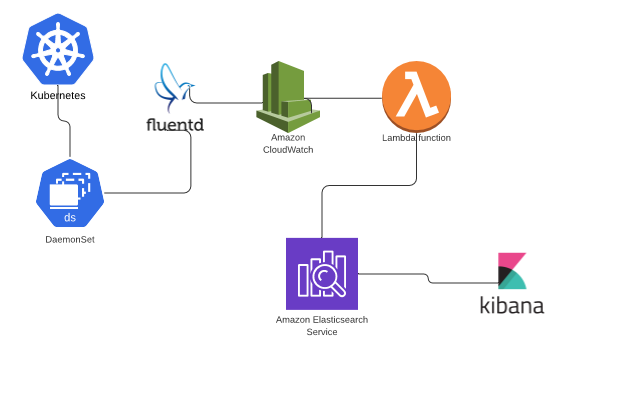 Kubernetes
fluentd
Amazon
CloudWatch
Lambda function
ds
DaemonSet
Amazon Elasticsearch
Service
kibana